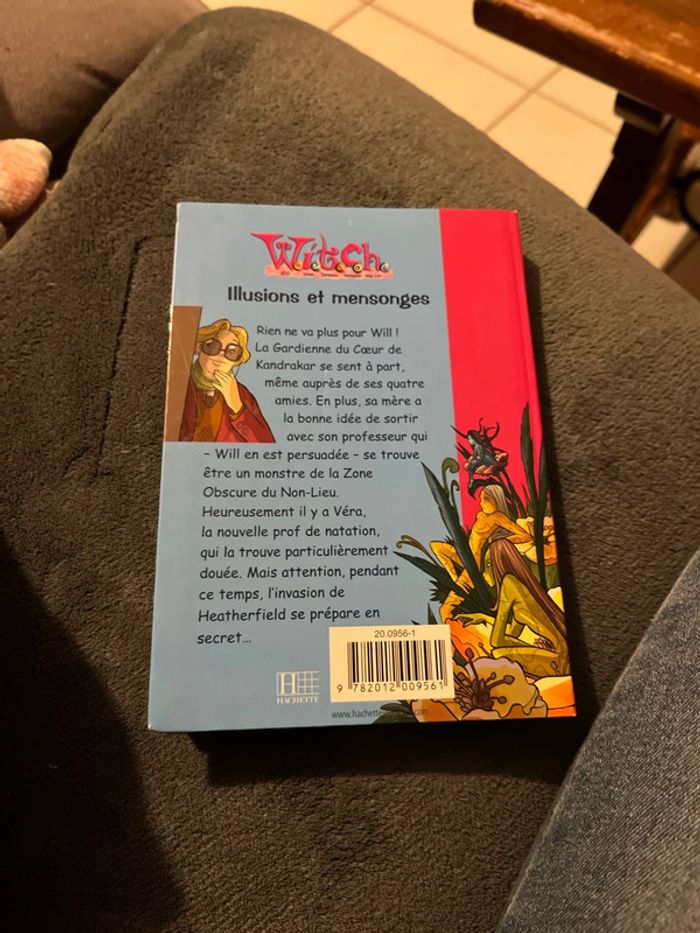 Witch
Illusions et mensonges
Rien ne va plus pour Will !
La Gardienne du Cœur de
Kandrakar se sent à part,
même auprès de ses quatre
amies. En plus, sa mère a
la bonne idée de sortir
avec son professeur qui
– Will en est persuadée – se trouve
être un monstre de la Zone
Obscure du Non-Lieu.
Heureusement il y a Véra,
la nouvelle prof de natation,
qui la trouve particulièrement
douée. Mais attention, pendant
ce temps, l'invasion de
Heatherfield se prépare en
secret...
20.0956-1
9 782012 009561
H
HACHETTE